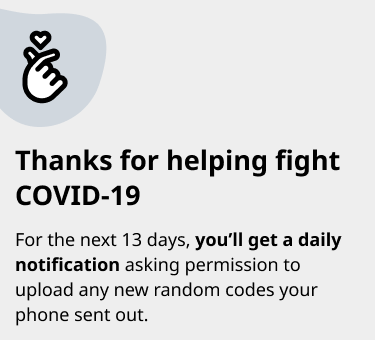 Thanks for helping fight
COVID-19
For the next 13 days, you’ll get a daily
notification asking permission to
upload any new random codes your
phone sent out.